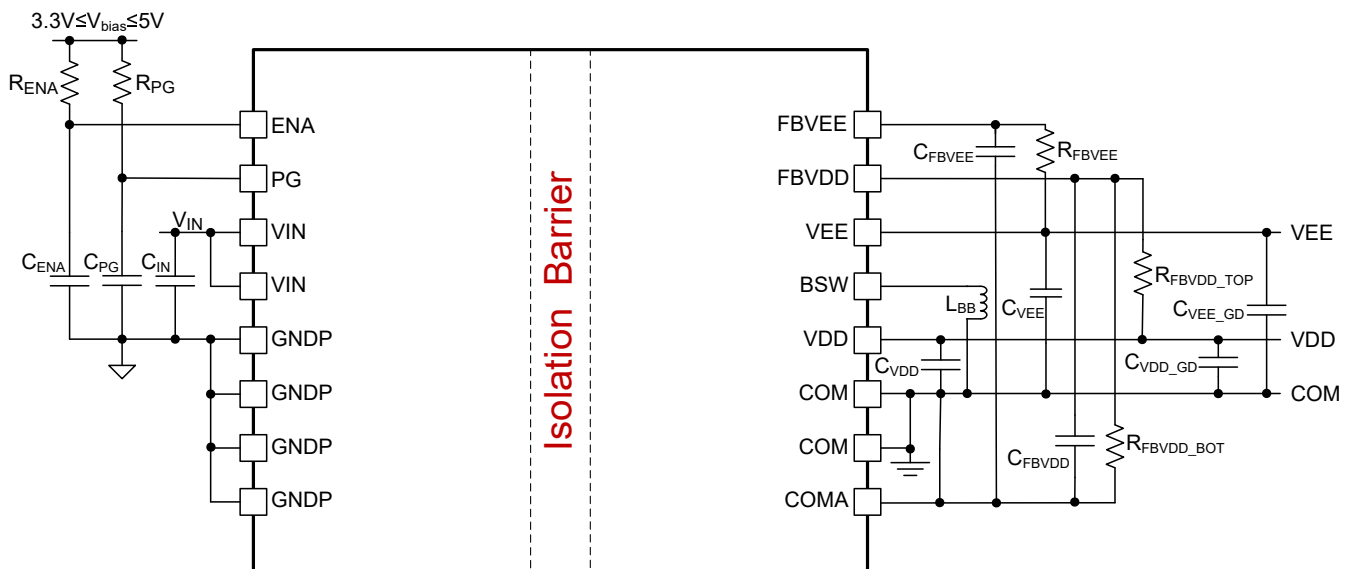 3.3V≤Vbias≤5V
RENA
RPG
ENA
PG
VIN
VIN
VIN
CENA
CPG
CIN
GNDP
GNDP
GNDP
GNDP
Isolation Barrier
FBVEE
FBVDD
VEE
BSW
VDD
COM
COM
COMA
CFBVEE
RFBVEE
LBB
CVEE
CVDD
RFBVDD_TOP
CVEE_GD
CVDD_GD
CFBVDD
RFBVDD_BOT
VEE
VDD
COM